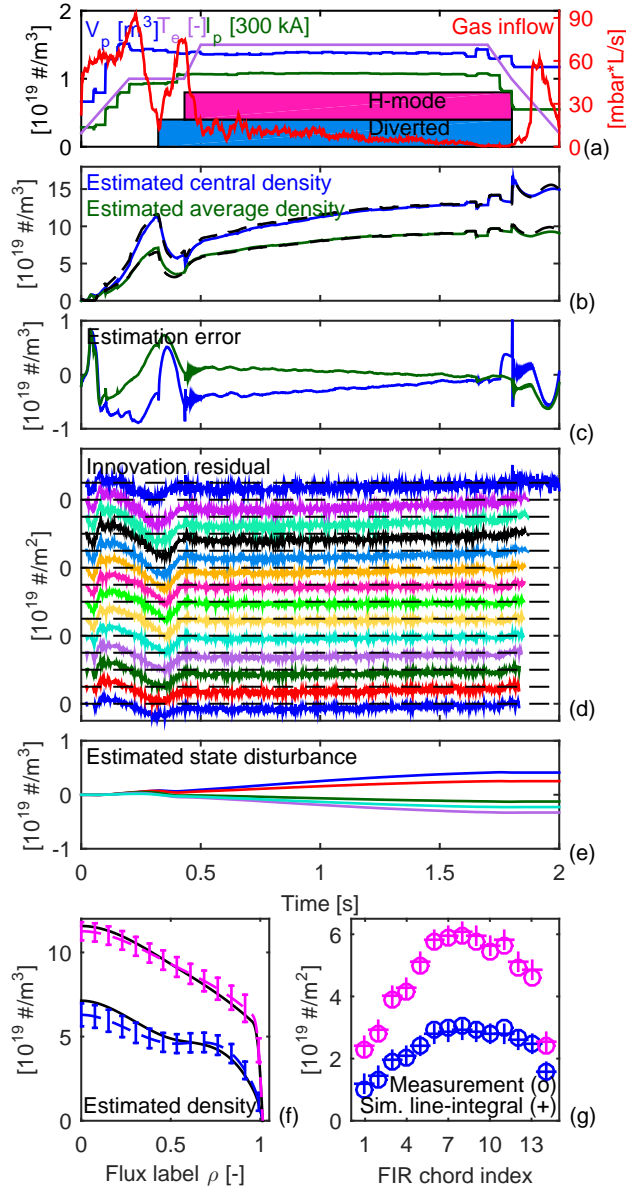 V_p [m^3] T_e [-] I_p [300 kA] Gas inflow
[10^19 #/m^3]
2
1
0
90
60
30
0
[mbar*L/s]
H-mode
Diverted
(a)
[10^19 #/m^3]
15
10
5
0
Estimated central density
Estimated average density
(b)
[10^19 #/m^3]
1
0
-1
Estimation error
(c)
[10^19 #/m^2]
0
0
0
0
Innovation residual
(d)
[10^19 #/m^3]
1
0
-1
Estimated state disturbance
(e)
0 0.5 1 1.5 2
Time [s]
[10^19 #/m^3]
10
5
0
Estimated density
(f)
0 0.5 1
Flux label ρ [-]
[10^19 #/m^2]
6
4
2
0
Measurement (o)
Sim. line-integral (+)
(g)
1 4 7 10 13
FIR chord index